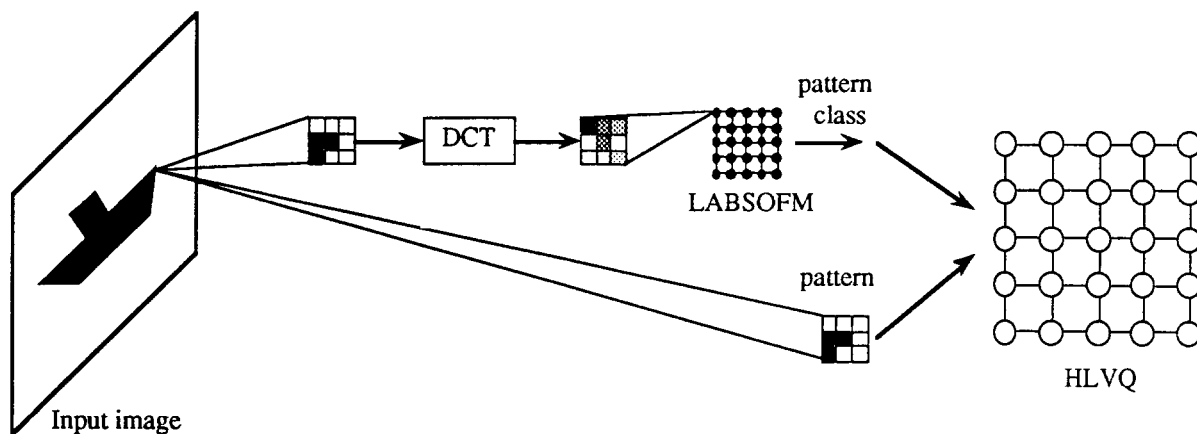 pattern
class
DCT
LABSOFM
pattern
HLVQ
Input image